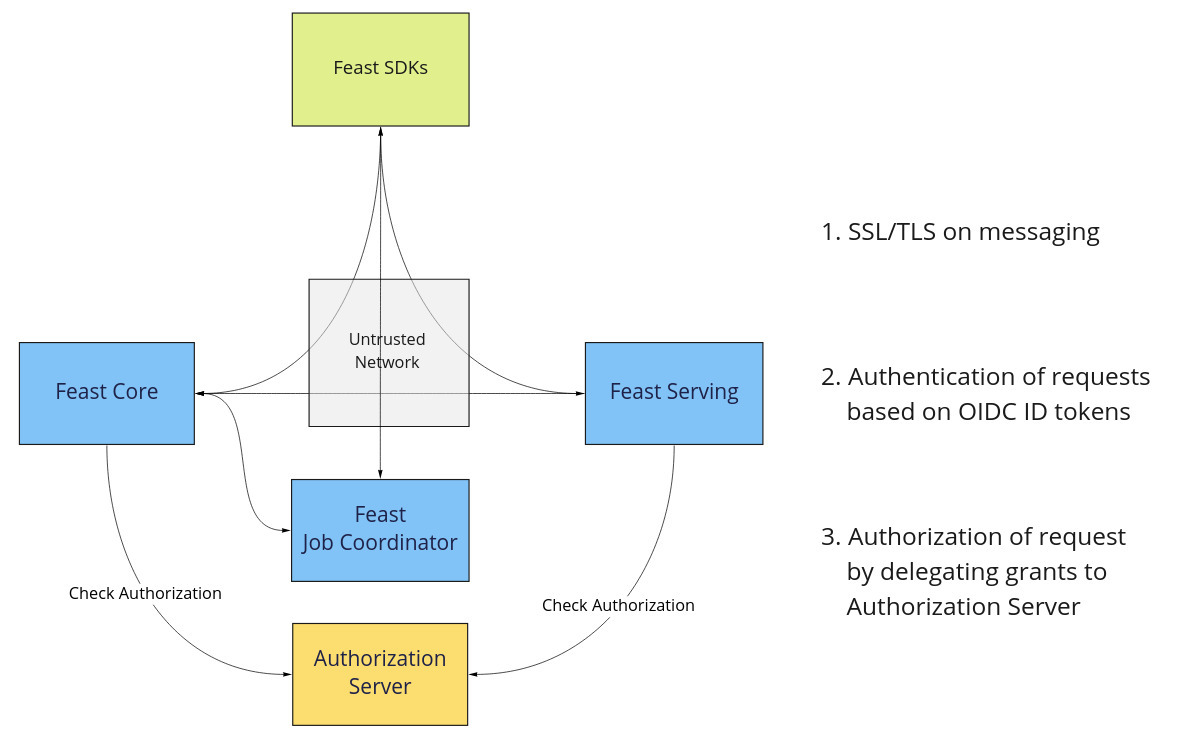 Feast SDKs
1. SSL/TLS on messaging
Untrusted
Network
Feast Core
Feast Serving
2. Authentication of requests
based on OIDC ID tokens
Feast
Job Coordinator
3. Authorization of request
by delegating grants to
Authorization Server
Check Authorization
Check Authorization
Authorization
Server